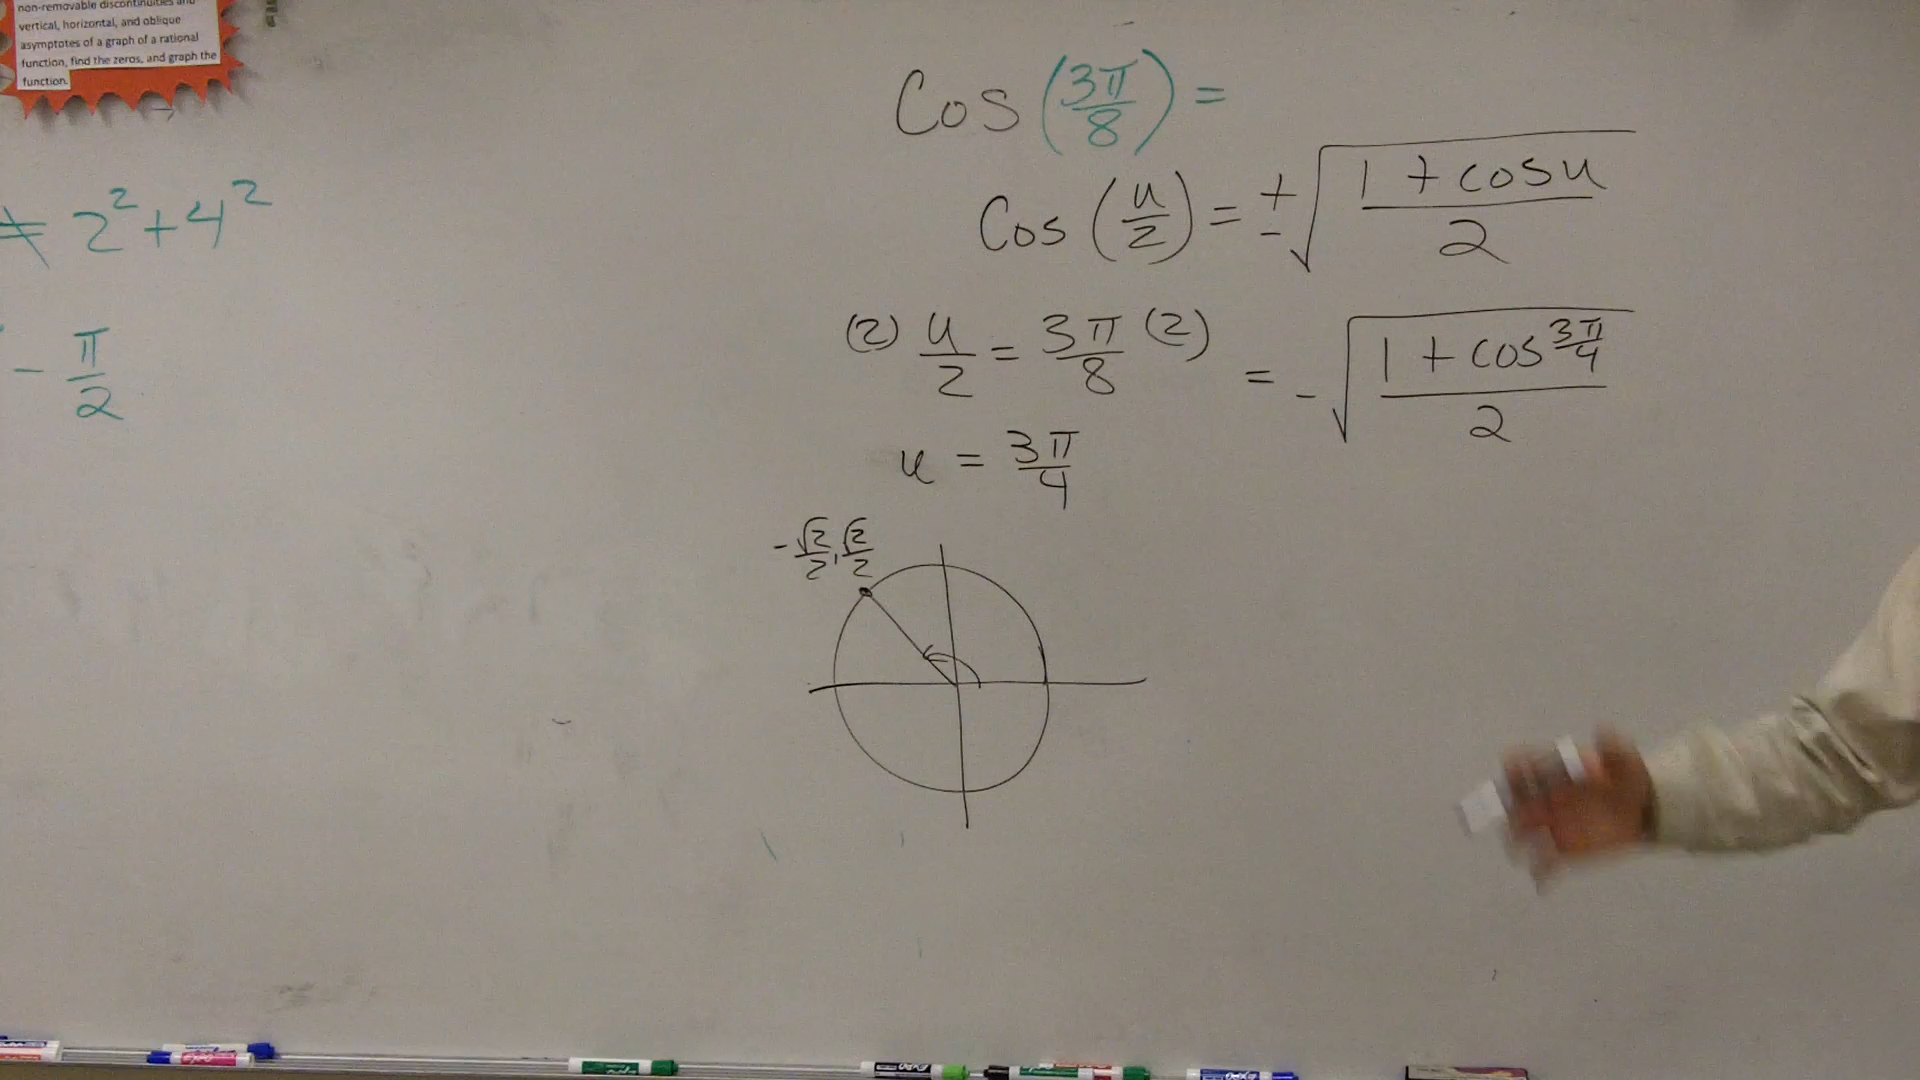 non-removable discontinuities and
vertical, horizontal, and oblique
asymptotes of a graph of a rational
function, find the zeros, and graph the
function.
≠ 2² + 4²
- π/2
Cos (3π/8) =
Cos (u/2) = ± √((1 + cos u)/2)
(2) u/2 = 3π/8 (2)
= - √((1 + cos 3π/4)/2)
u = 3π/4
-√2/2, √2/2